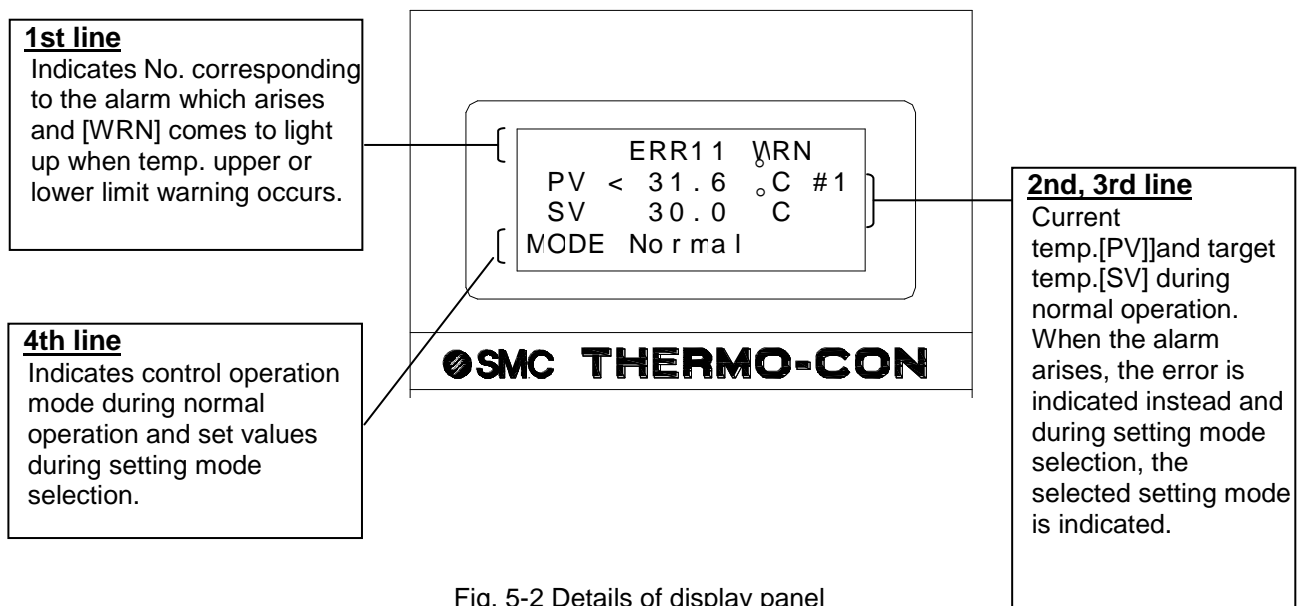 1st line
Indicates No. corresponding
to the alarm which arises
and [WRN] comes to light
up when temp. upper or
lower limit warning occurs.
4th line
Indicates control operation
mode during normal
operation and set values
during setting mode
selection.
ERR11 WRN
PV < 31.6 °C #1
SV 30.0 °C
MODE Normal
SMC THERMO-CON
2nd, 3rd line
Current
temp.[PV]]and target
temp.[SV] during
normal operation.
When the alarm
arises, the error is
indicated instead and
during setting mode
selection, the
selected setting mode
is indicated.
Fig. 5-2 Details of display panel